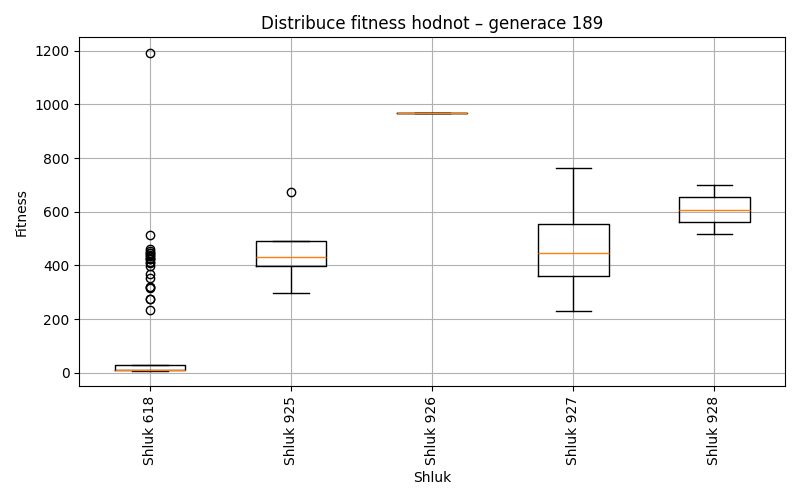 Distribuce fitness hodnot – generace 189
Fitness
1200
1000
800
600
400
200
0
Shluk 618
Shluk 925
Shluk 926
Shluk 927
Shluk 928
Shluk